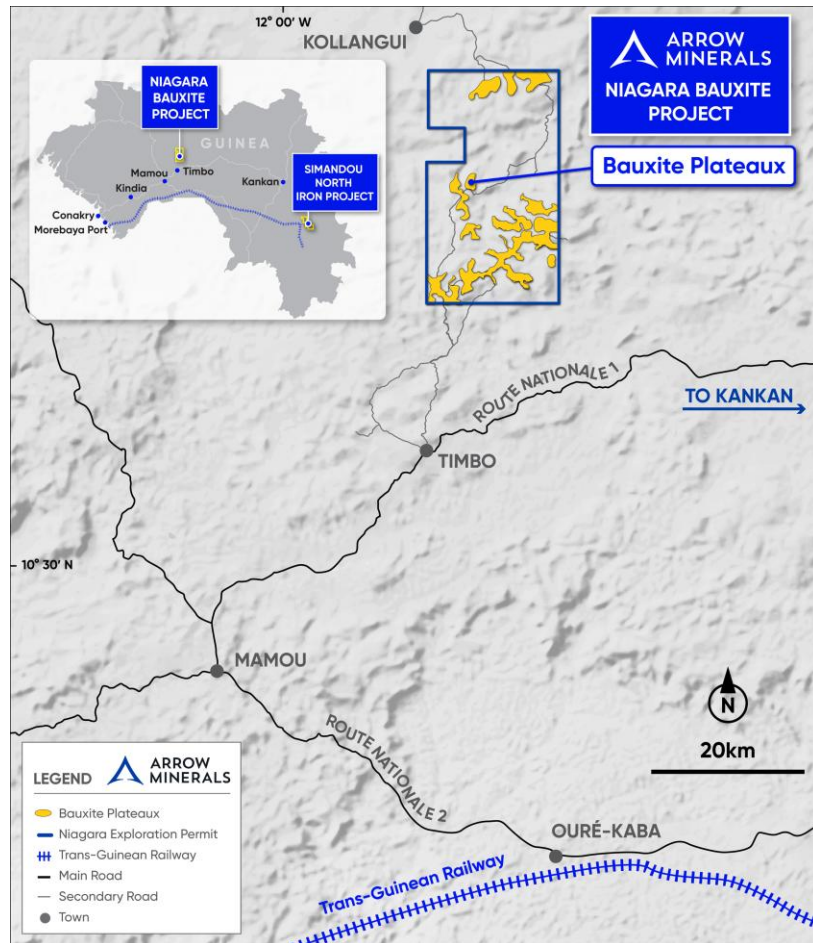 12° 00' W
KOLLANGUI
ARROW
MINERALS
NIAGARA BAUXITE
PROJECT
Bauxite Plateaux
NIAGARA
BAUXITE
PROJECT
GUINEA
SIMANDOU
NORTH
IRON PROJECT
Mamou
Timbo
Kankan
Kindia
Conakry
Morebaya Port
ROUTE NATIONALE 1
TO KANKAN
TIMBO
10° 30' N
MAMOU
ROUTE NATIONALE 2
N
20km
OURÉ-KABA
Trans-Guinean Railway
LEGEND
ARROW
MINERALS
Bauxite Plateaux
Niagara Exploration Permit
Trans-Guinean Railway
Main Road
Secondary Road
Town